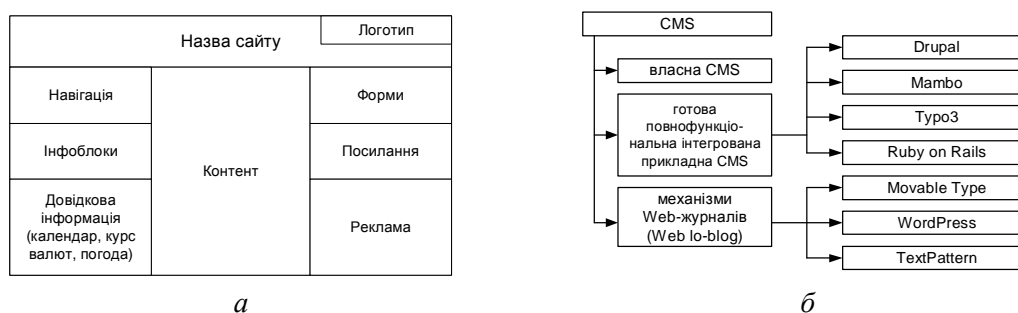 Назва сайту
Логотип
Навігація
Форми
Інфоблоки
Контент
Посилання
Довідкова
інформація
(календар, курс
валют, погода)
Реклама
а
CMS
власна CMS
готова
повнофункціо-
нальна інтегрована
прикладна CMS
механізми
Web-журналів
(Web lo-blog)
Drupal
Mambo
Typo3
Ruby on Rails
Movable Type
WordPress
TextPattern
б